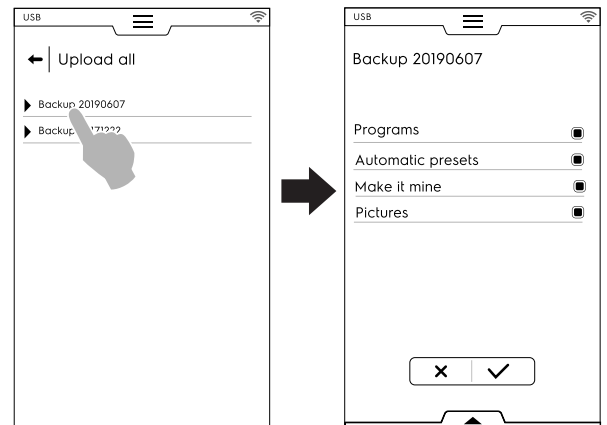 USB
Upload all
Backup 20190607
Backup
USB
Backup 20190607
Programs
Automatic presets
Make it mine
Pictures